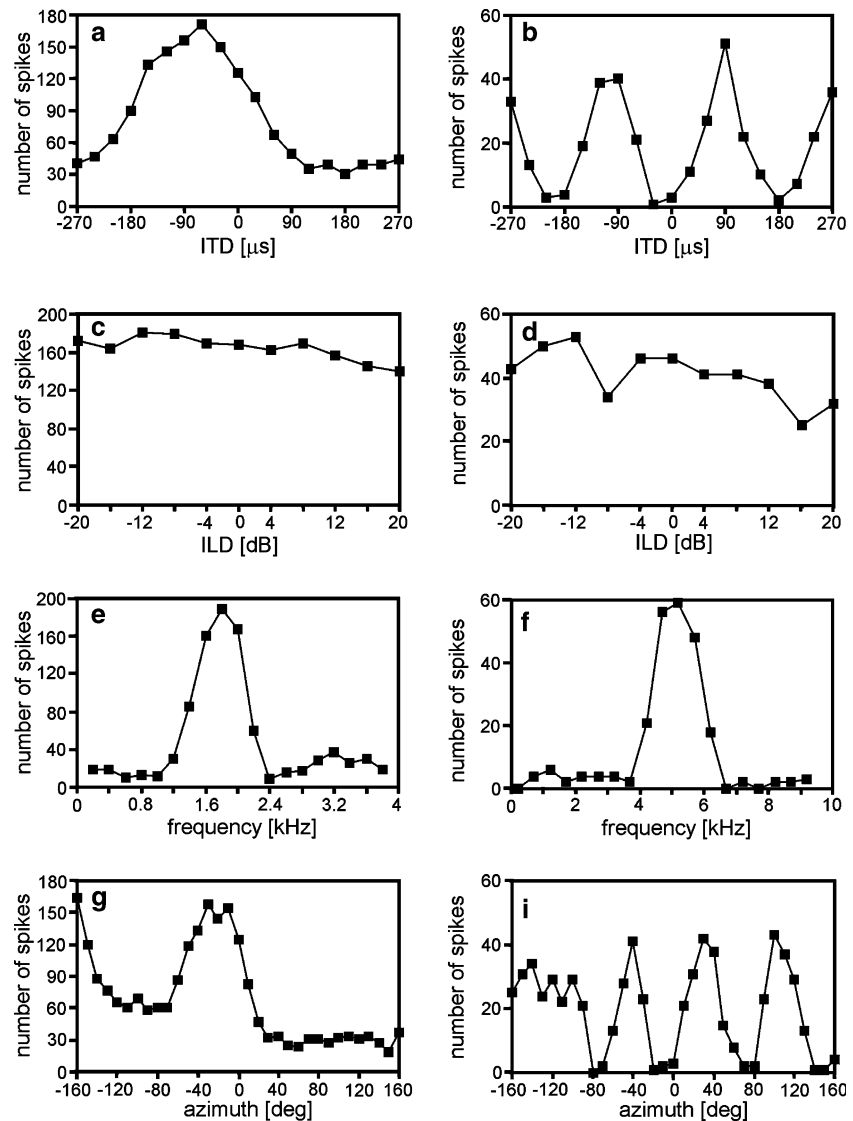 a
number of spikes
180
150
120
90
60
30
0
-270 -180 -90 0 90 180 270
ITD [μs]
b
number of spikes
60
40
20
0
-270 -180 -90 0 90 180 270
ITD [μs]
c
number of spikes
200
160
120
80
40
0
-20 -12 -4 0 4 12 20
ILD [dB]
d
number of spikes
60
40
20
0
-20 -12 -4 0 4 12 20
ILD [dB]
e
number of spikes
200
160
120
80
40
0
0 0.8 1.6 2.4 3.2 4
frequency [kHz]
f
number of spikes
60
40
20
0
0 2 4 6 8 10
frequency [kHz]
g
number of spikes
180
150
120
90
60
30
0
-160 -120 -80 -40 0 40 80 120 160
azimuth [deg]
i
number of spikes
60
40
20
0
-160 -120 -80 -40 0 40 80 120 160
azimuth [deg]